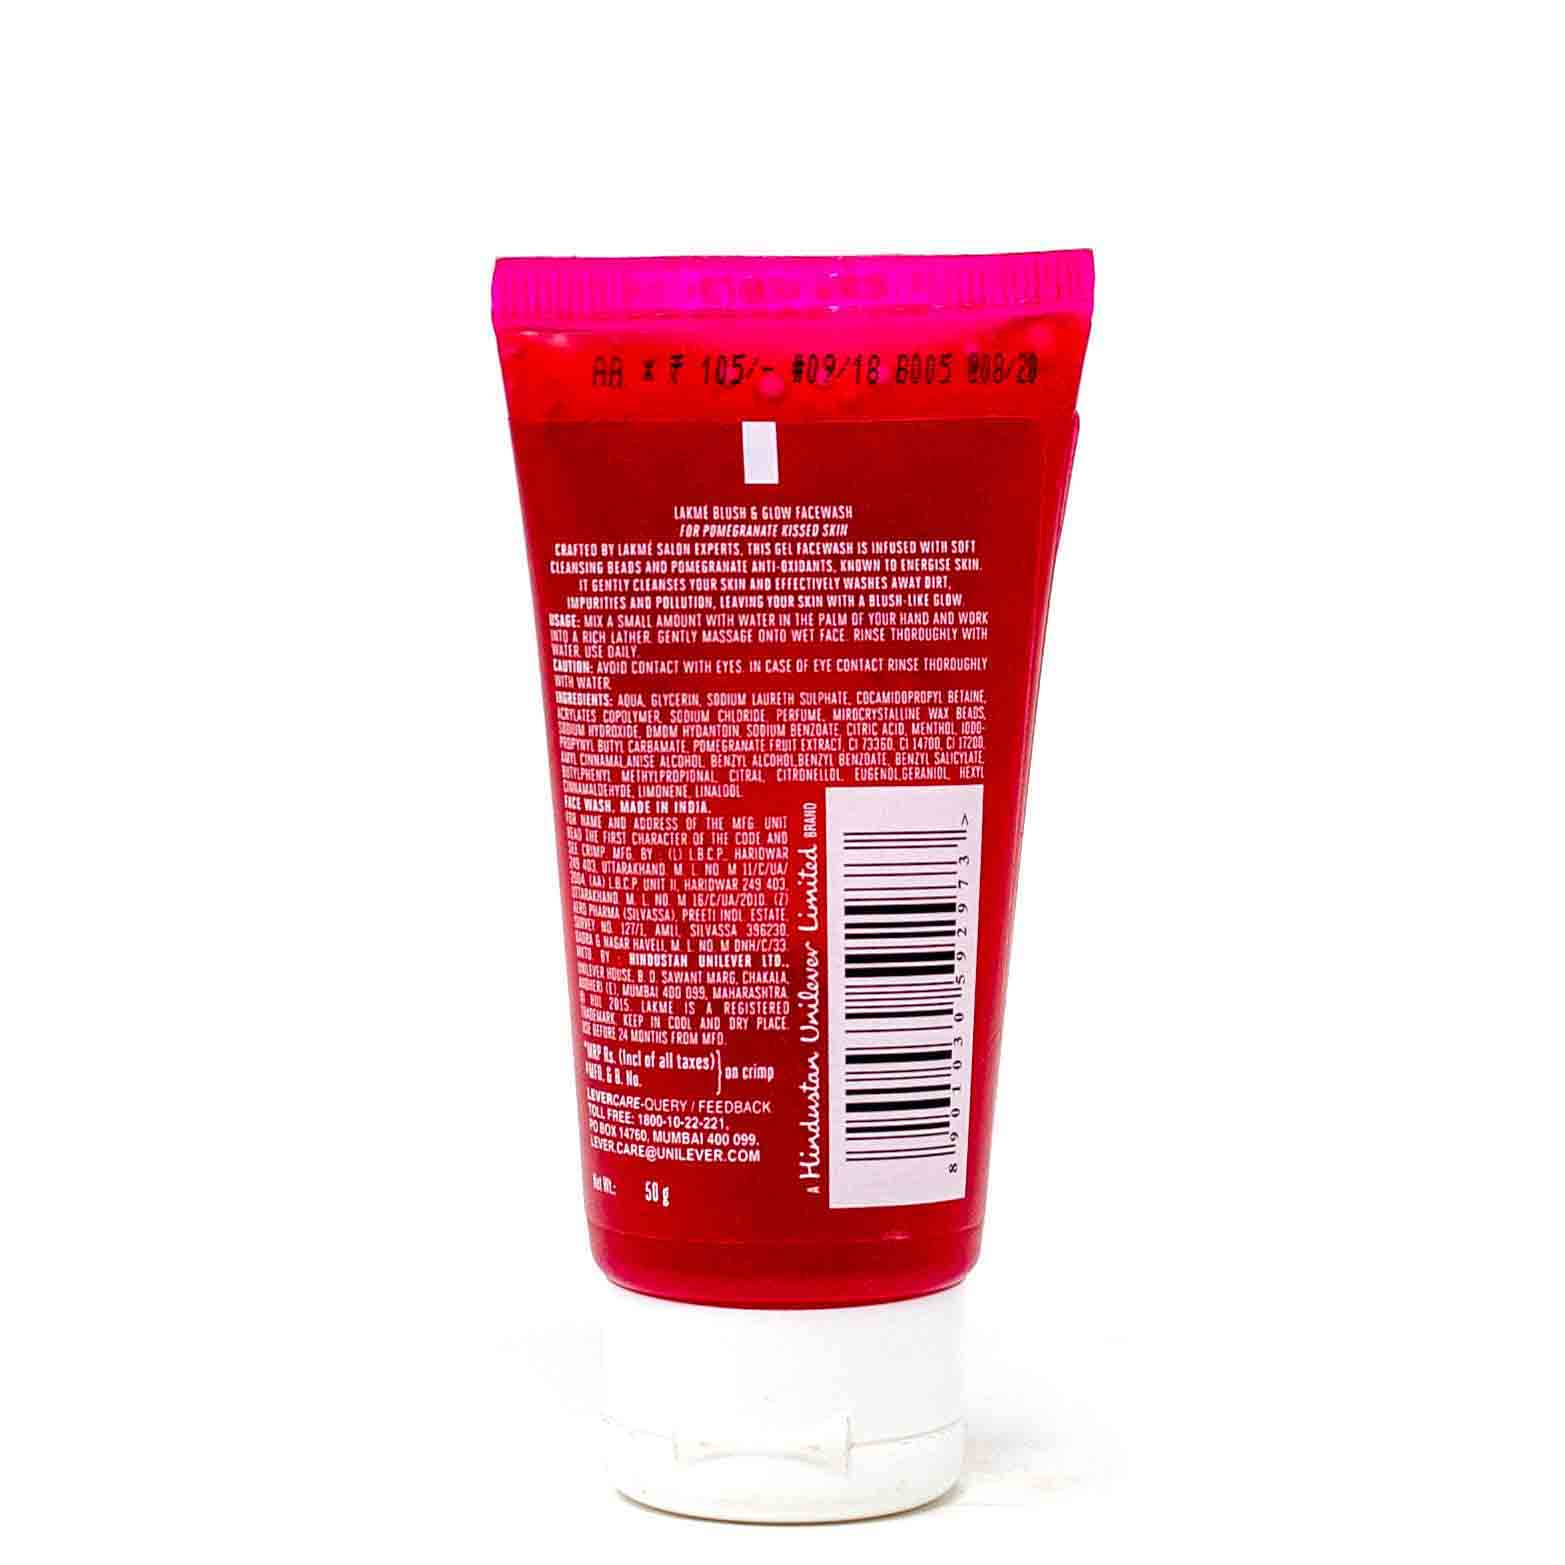 AA * ₹ 105/- #09/18 B005 @08/20
LAKMÉ BLUSH & GLOW FACEWASH
FOR POMEGRANATE KISSED SKIN
CRAFTED BY LAKMÉ SALON EXPERTS, THIS GEL FACEWASH IS INFUSED WITH SOFT
CLEANSING BEADS AND POMEGRANATE ANTI-OXIDANTS, KNOWN TO ENERGISE SKIN.
IT GENTLY CLEANSES YOUR SKIN AND EFFECTIVELY WASHES AWAY DIRT,
IMPURITIES AND POLLUTION, LEAVING YOUR SKIN WITH A BLUSH-LIKE GLOW.
USAGE: MIX A SMALL AMOUNT WITH WATER IN THE PALM OF YOUR HAND AND WORK
INTO A RICH LATHER. GENTLY MASSAGE ONTO WET FACE. RINSE THOROUGHLY WITH
WATER. USE DAILY.
CAUTION: AVOID CONTACT WITH EYES. IN CASE OF EYE CONTACT RINSE THOROUGHLY
WITH WATER.
INGREDIENTS: AQUA, GLYCERIN, SODIUM LAURETH SULPHATE, COCAMIDOPROPYL BETAINE,
ACRYLATES COPOLYMER, SODIUM CHLORIDE, PERFUME, MIROCRYSTALLINE WAX BEADS,
SODIUM HYDROXIDE, DMDM HYDANTOIN, SODIUM BENZOATE, CITRIC ACID, MENTHOL, IODO-
PROPYNYL BUTYL CARBAMATE, POMEGRANATE FRUIT EXTRACT, CI 73360, CI 14700, CI 17200,
AMYL CINNAMAL,ANISE ALCOHOL, BENZYL ALCOHOL,BENZYL BENZOATE, BENZYL SALICYLATE,
BUTYLPHENYL METHYLPROPIONAL, CITRAL, CITRONELLOL, EUGENOL,GERANIOL, HEXYL
CINNAMALDEHYDE, LIMONENE, LINALOOL.
FACE WASH. MADE IN INDIA.
FOR NAME AND ADDRESS OF THE MFG. UNIT
READ THE FIRST CHARACTER OF THE CODE AND
SEE CRIMP. MFG. BY : (L) L.B.C.P., HARIDWAR
249 403, UTTARAKHAND. M. L. NO. M 11/C/UA/
2004. (AA) L.B.C.P. UNIT II, HARIDWAR 249 403,
UTTARAKHAND. M. L. NO. M 16/C/UA/2010. (Z)
AERO PHARMA (SILVASSA), PREETI INDL. ESTATE,
SURVEY NO. 127/1, AMLI, SILVASSA 396230,
DADRA & NAGAR HAVELI, M. L. NO. M DNH/C/33.
MKTD. BY : HINDUSTAN UNILEVER LTD.,
UNILEVER HOUSE, B. D. SAWANT MARG, CHAKALA,
ANDHERI (E), MUMBAI 400 099, MAHARASHTRA.
© HUL 2015. LAKMÉ IS A REGISTERED
TRADEMARK. KEEP IN COOL AND DRY PLACE.
USE BEFORE 24 MONTHS FROM MFD.
*MRP Rs. (Incl of all taxes)
#MFD. & B. No.
} on crimp
LEVERCARE-QUERY / FEEDBACK
TOLL FREE: 1800-10-22-221.
PO BOX 14760, MUMBAI 400 099.
LEVER.CARE@UNILEVER.COM
Net Wt.: 50 g
A Hindustan Unilever Limited BRAND
8 901030 592973 >